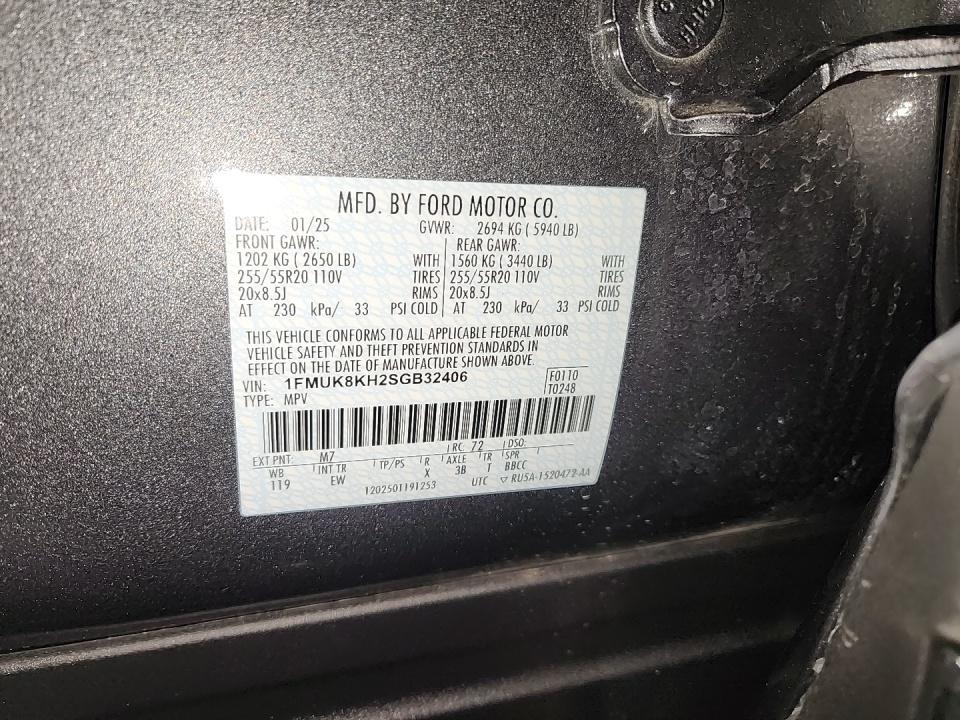 MFD. BY FORD MOTOR CO.
DATE: 01/25 GVWR: 2694 KG ( 5940 LB)
FRONT GAWR: REAR GAWR:
1202 KG ( 2650 LB) WITH 1560 KG ( 3440 LB) WITH
255/55R20 110V TIRES 255/55R20 110V TIRES
20x8.5J RIMS 20x8.5J RIMS
AT 230 kPa/ 33 PSI COLD AT 230 kPa/ 33 PSI COLD
THIS VEHICLE CONFORMS TO ALL APPLICABLE FEDERAL MOTOR
VEHICLE SAFETY AND THEFT PREVENTION STANDARDS IN
EFFECT ON THE DATE OF MANUFACTURE SHOWN ABOVE.
VIN: 1FMUK8KH2SGB32406 F0110
TYPE: MPV T0248
EXT PNT: M7 RC: 72 DSO:
WB INT TR TP/PS R AXLE TR SPR
119 EW X 3B T BBCC
1202501191253 UTC ▽ RU5A-1520472-AA